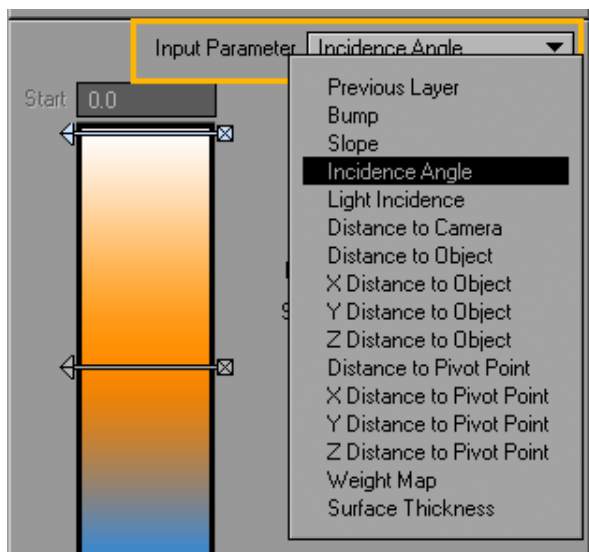 Input Parameter Incidence Angle
Start 0.0
Previous Layer
Bump
Slope
Incidence Angle
Light Incidence
Distance to Camera
Distance to Object
X Distance to Object
Y Distance to Object
Z Distance to Object
Distance to Pivot Point
X Distance to Pivot Point
Y Distance to Pivot Point
Z Distance to Pivot Point
Weight Map
Surface Thickness